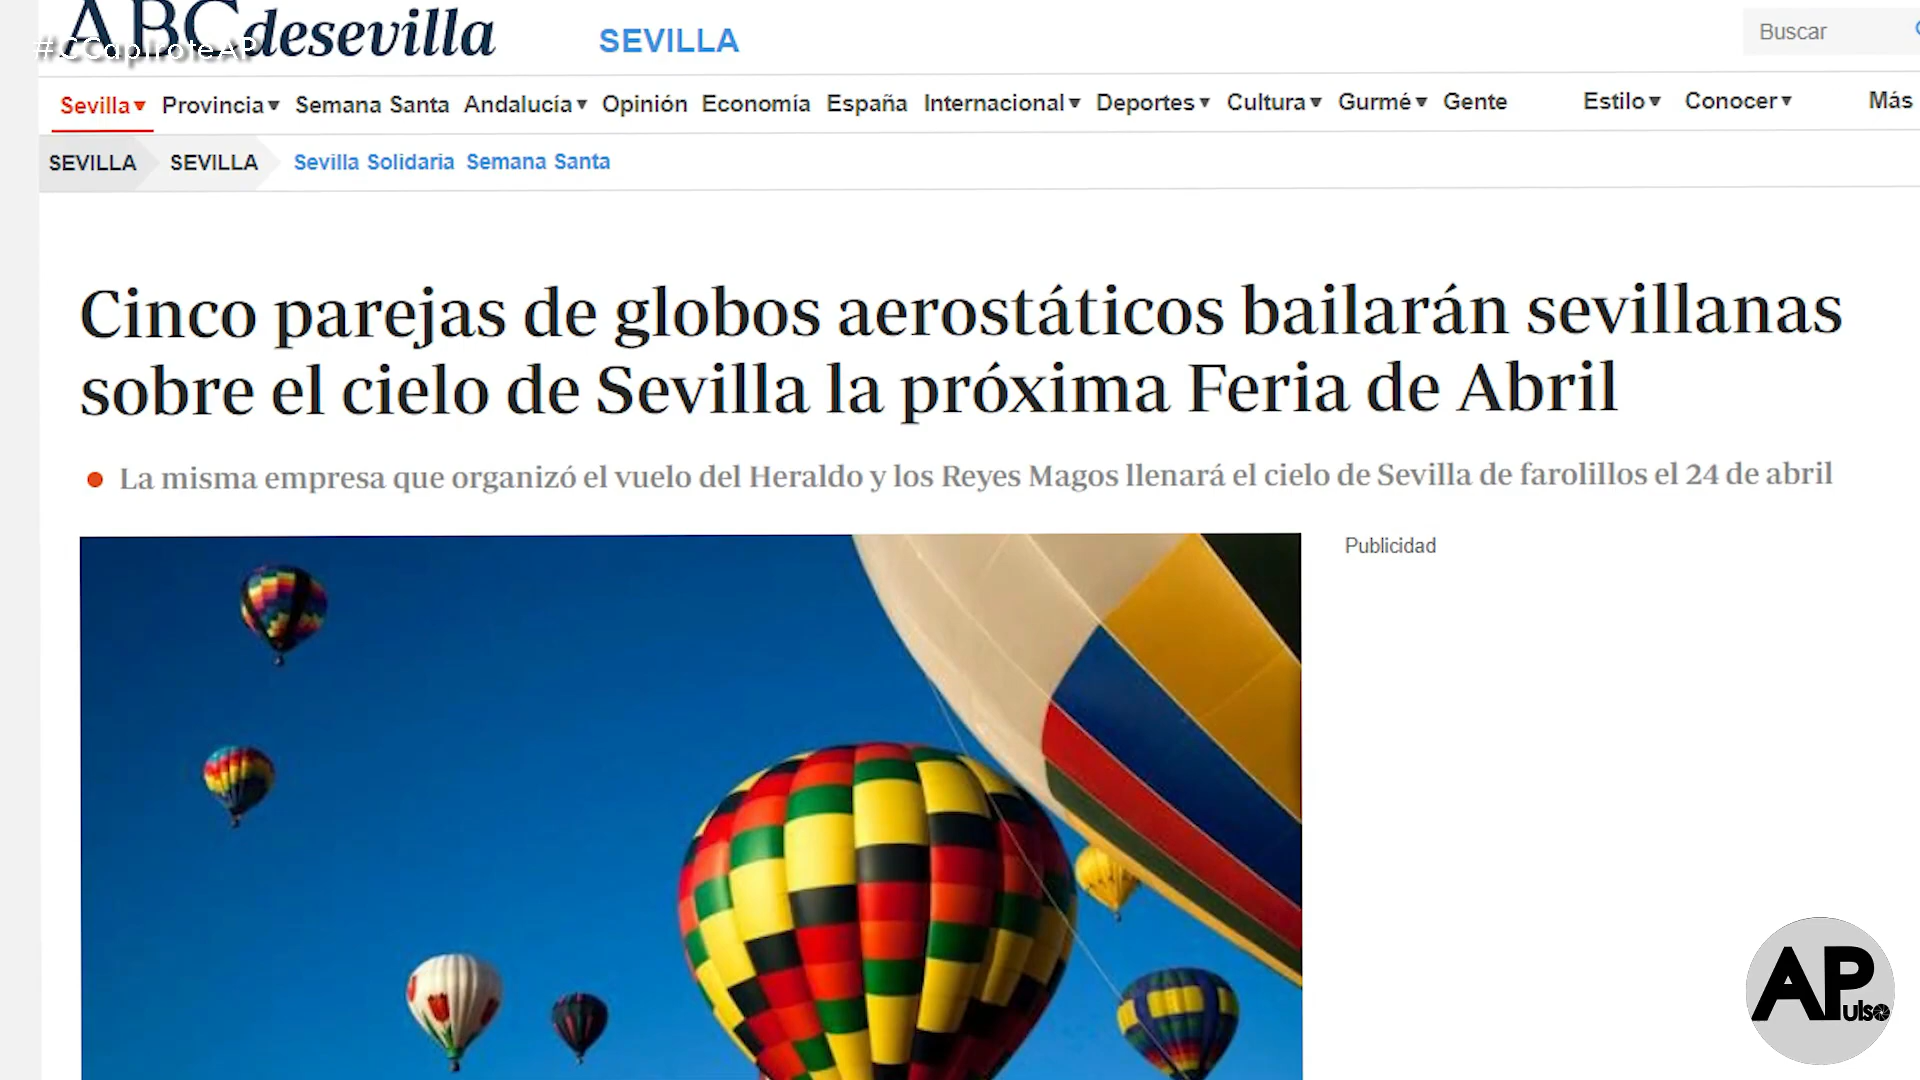 ABCdesevilla
SEVILLA
Buscar
#CCapiroteAP
Sevilla▾ Provincia▾ Semana Santa Andalucía▾ Opinión Economía España Internacional▾ Deportes▾ Cultura▾ Gurmé▾ Gente Estilo▾ Conocer▾ Más
SEVILLA SEVILLA Sevilla Solidaria Semana Santa
Cinco parejas de globos aerostáticos bailarán sevillanas
sobre el cielo de Sevilla la próxima Feria de Abril
La misma empresa que organizó el vuelo del Heraldo y los Reyes Magos llenará el cielo de Sevilla de farolillos el 24 de abril
Publicidad
APulso